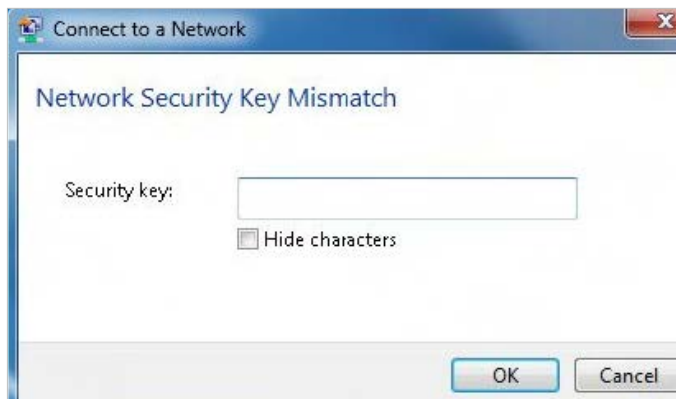 Connect to a Network
Network Security Key Mismatch
Security key:
Hide characters
OK Cancel